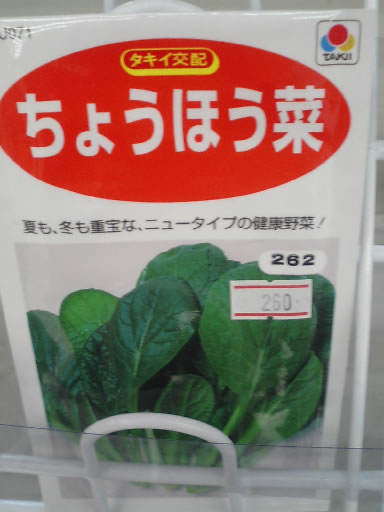 U071
タキイ交配
TAKII
ちょうほう菜
夏も、冬も重宝な、ニュータイプの健康野菜!
262
260